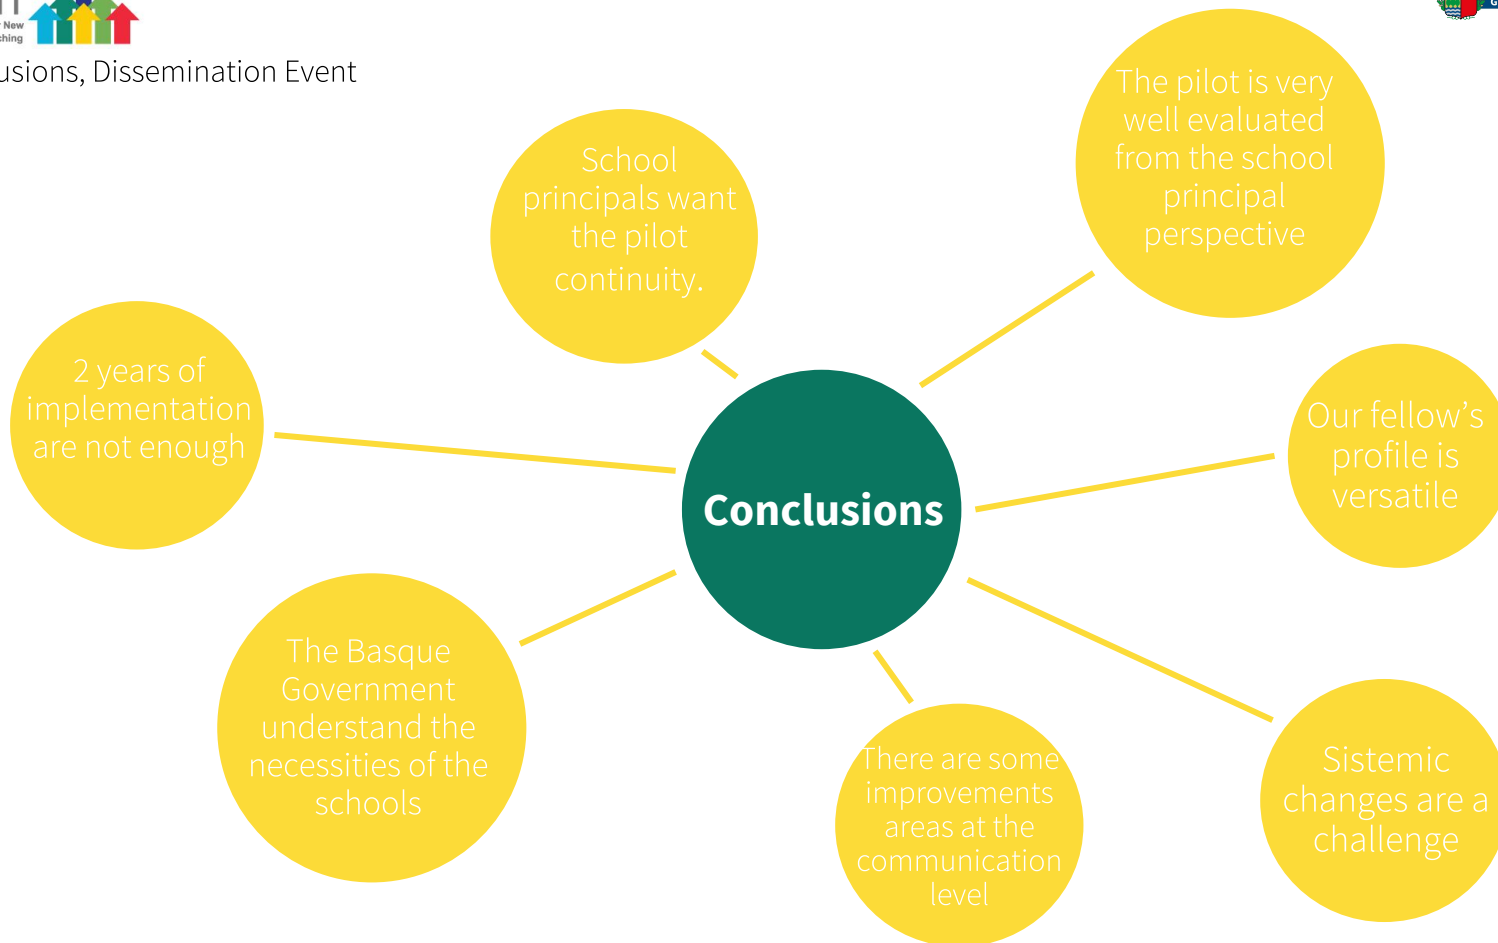 r New
ching
usions, Dissemination Event
The pilot is very
well evaluated
from the school
principal
perspective
School
principals want
the pilot
continuity.
2 years of
implementation
are not enough
Our fellow’s
profile is
versatile
Conclusions
The Basque
Government
understand the
necessities of the
schools
There are some
improvements
areas at the
communication
level
Sistemic
changes are a
challenge